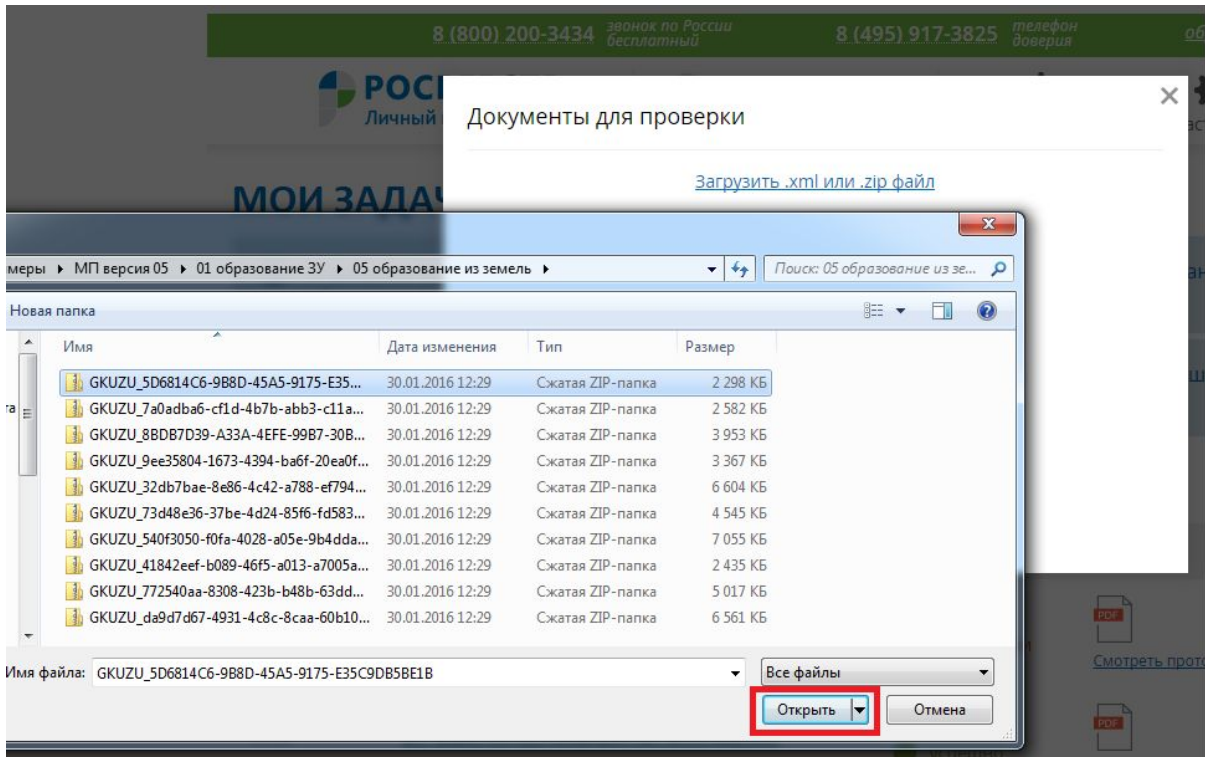 8 (800) 200-3434 звонок по России бесплатный 8 (495) 917-3825 телефон доверия об
РОС
Личный
Документы для проверки
Загрузить .xml или .zip файл
МОИ ЗАДАЧ
меры ▸ МП версия 05 ▸ 01 образование ЗУ ▸ 05 образование из земель ▸ Поиск: 05 образование из зе...
Новая папка
Имя Дата изменения Тип Размер
GKUZU_5D6814C6-9B8D-45A5-9175-E35... 30.01.2016 12:29 Сжатая ZIP-папка 2 298 КБ
GKUZU_7a0adba6-cf1d-4b7b-abb3-c11a... 30.01.2016 12:29 Сжатая ZIP-папка 2 582 КБ
GKUZU_8BDB7D39-A33A-4EFE-99B7-30B... 30.01.2016 12:29 Сжатая ZIP-папка 3 953 КБ
GKUZU_9ee35804-1673-4394-ba6f-20ea0f... 30.01.2016 12:29 Сжатая ZIP-папка 3 367 КБ
GKUZU_32db7bae-8e86-4c42-a788-ef794... 30.01.2016 12:29 Сжатая ZIP-папка 6 604 КБ
GKUZU_73d48e36-37be-4d24-85f6-fd583... 30.01.2016 12:29 Сжатая ZIP-папка 4 545 КБ
GKUZU_540f3050-f0fa-4028-a05e-9b4dda... 30.01.2016 12:29 Сжатая ZIP-папка 7 055 КБ
GKUZU_41842eef-b089-46f5-a013-a7005a... 30.01.2016 12:29 Сжатая ZIP-папка 2 435 КБ
GKUZU_772540aa-8308-423b-b48b-63dd... 30.01.2016 12:29 Сжатая ZIP-папка 5 017 КБ
GKUZU_da9d7d67-4931-4c8c-8caa-60b10... 30.01.2016 12:29 Сжатая ZIP-папка 6 561 КБ
PDF
Смотреть прото
Имя файла: GKUZU_5D6814C6-9B8D-45A5-9175-E35C9DB5BE1B Все файлы
Открыть Отмена
PDF